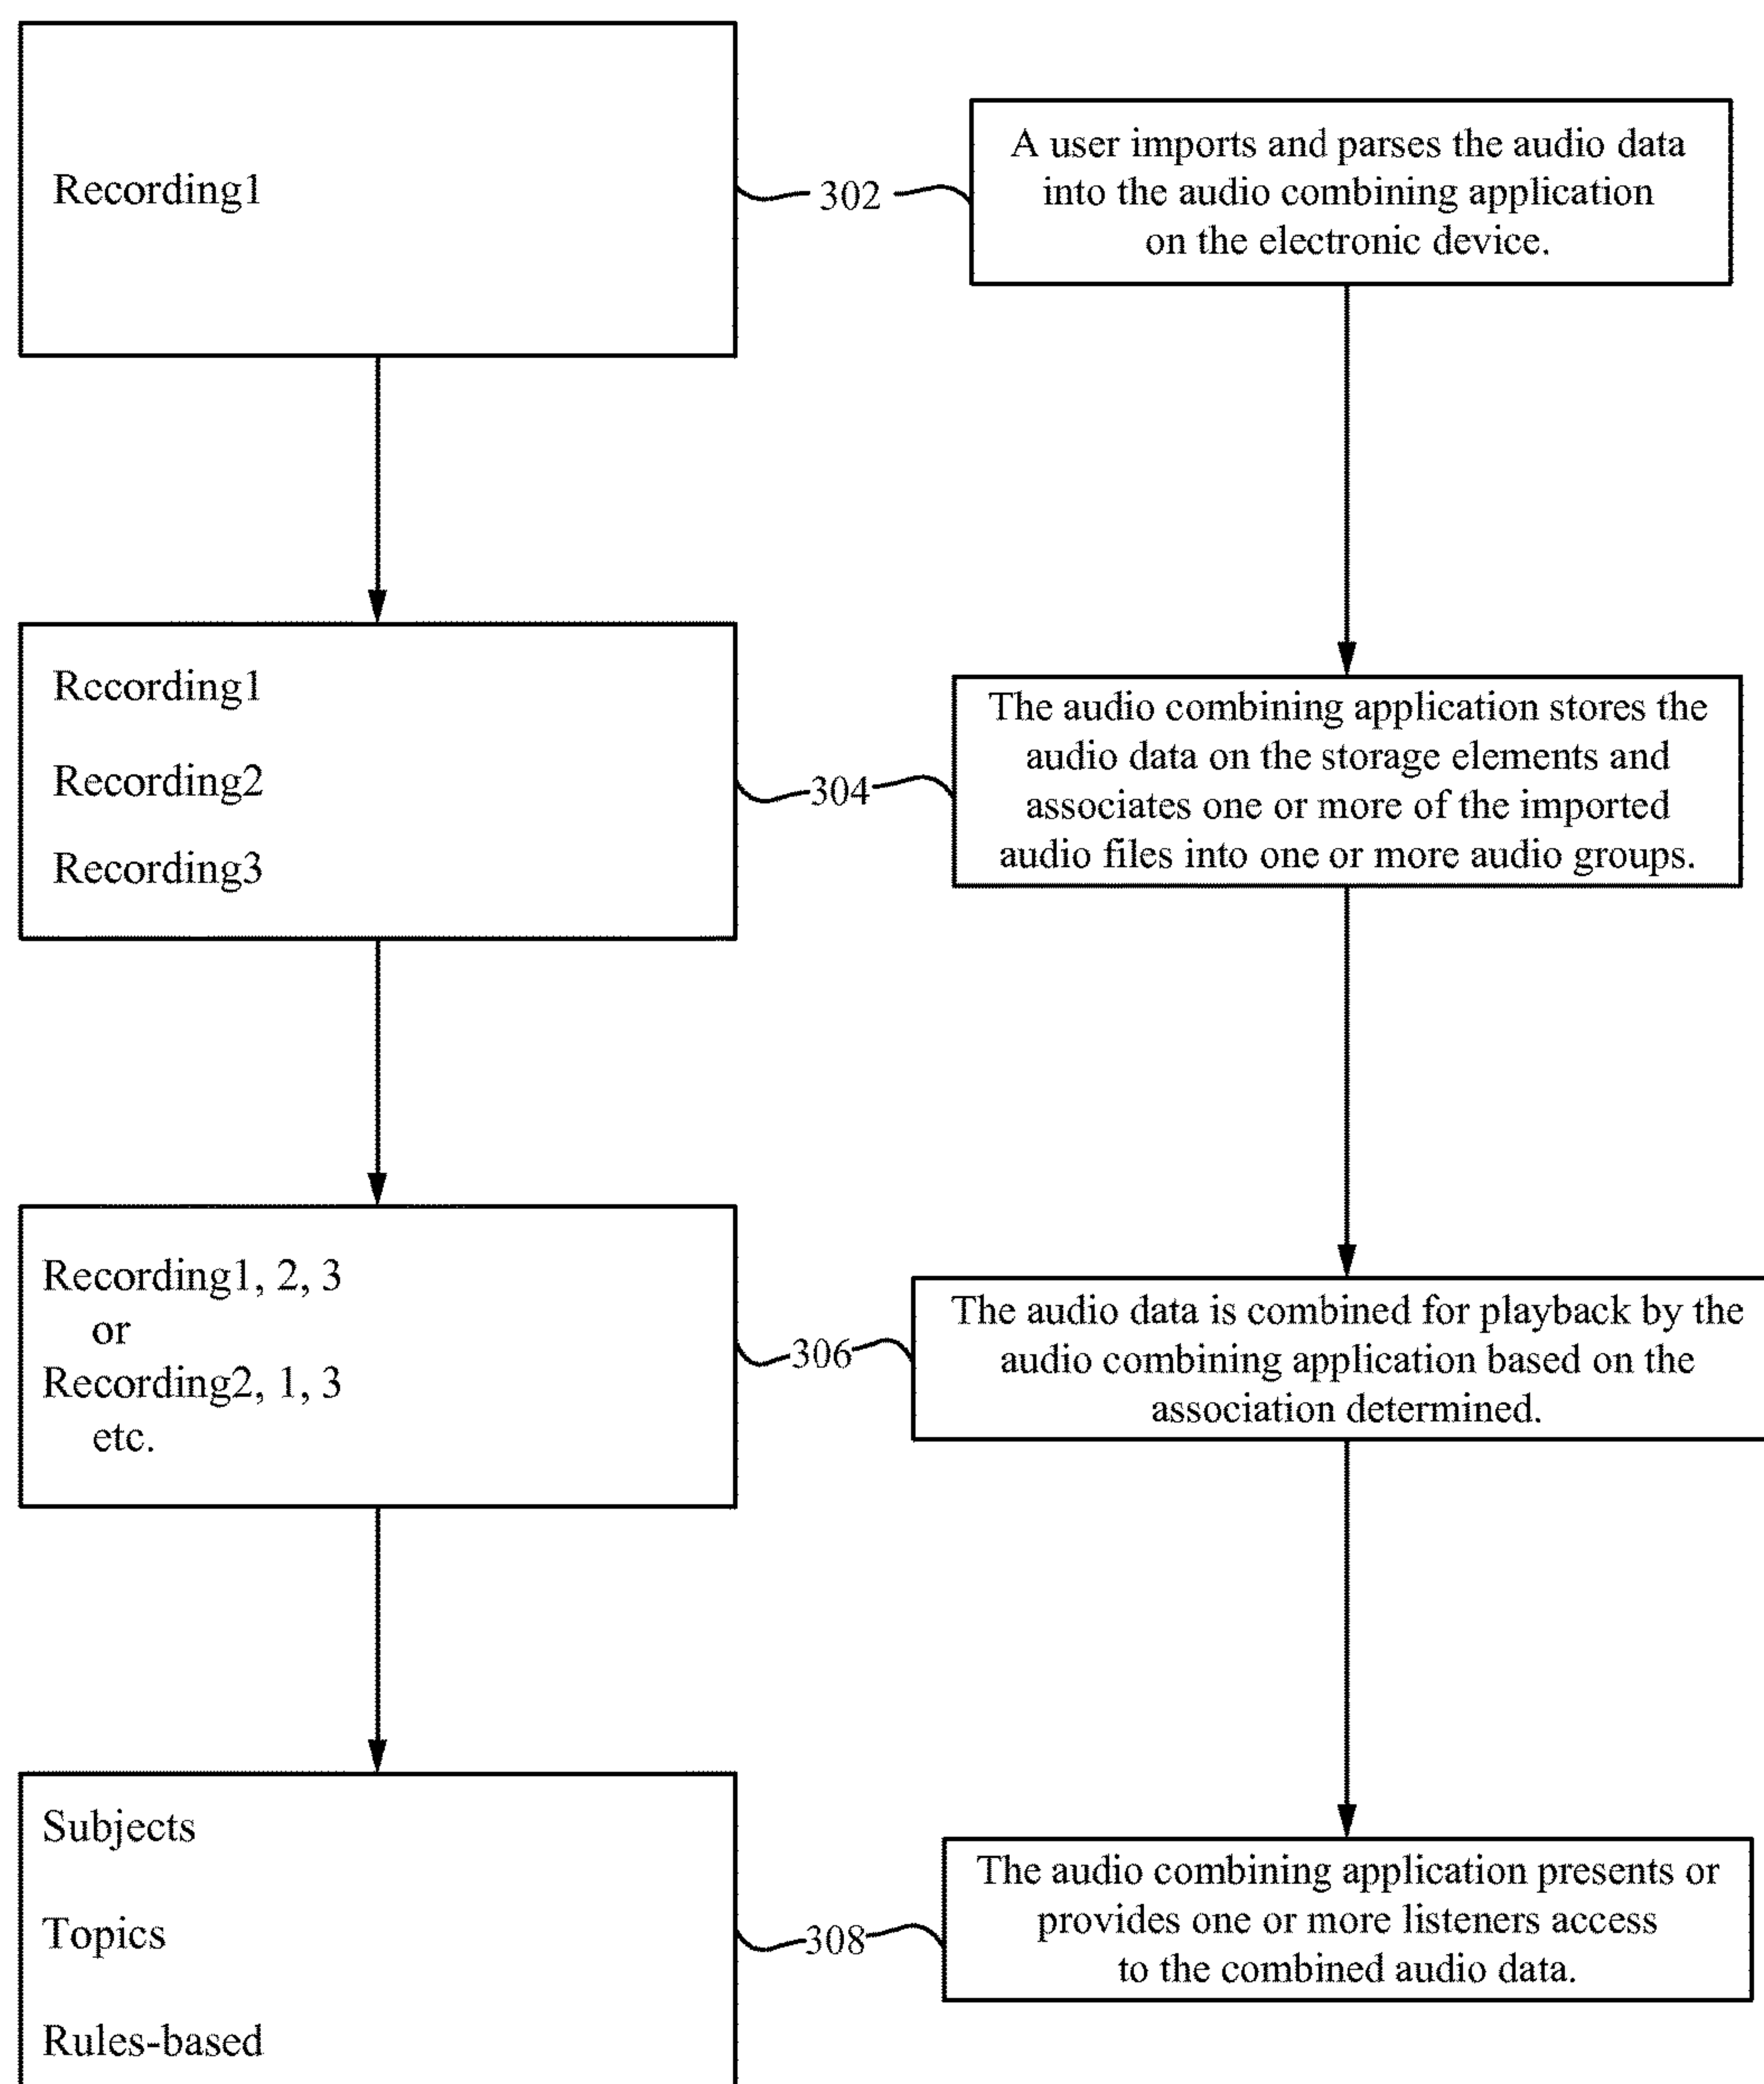 Recording1
302
A user imports and parses the audio data
into the audio combining application
on the electronic device.
Recording1
Recording2
Recording3
304
The audio combining application stores the
audio data on the storage elements and
associates one or more of the imported
audio files into one or more audio groups.
Recording1, 2, 3
or
Recording2, 1, 3
etc.
306
The audio data is combined for playback by the
audio combining application based on the
association determined.
Subjects
Topics
Rules-based
308
The audio combining application presents or
provides one or more listeners access
to the combined audio data.